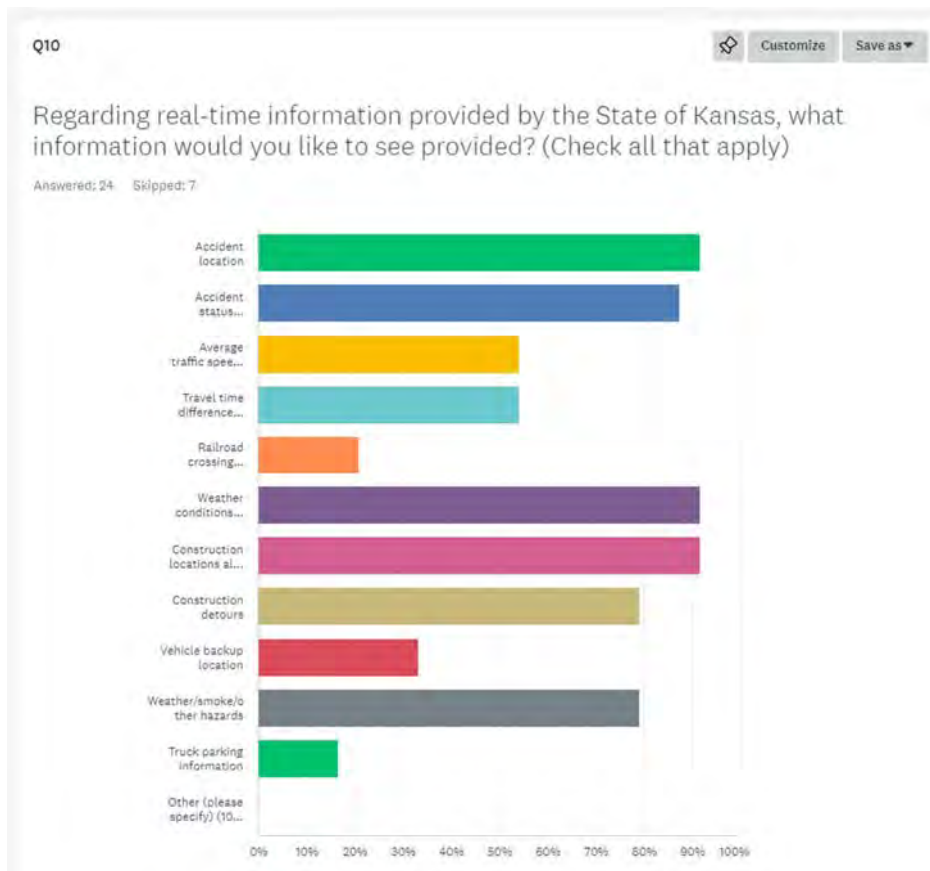 Q10
Customize
Save as
Regarding real-time information provided by the State of Kansas, what
information would you like to see provided? (Check all that apply)
Answered: 24 Skipped: 7
Accident
location
Accident
status...
Average
traffic spee...
Travel time
difference...
Railroad
crossing...
Weather
conditions...
Construction
locations al...
Construction
detours
Vehicle backup
location
Weather/smoke/o
ther hazards
Truck parking
information
Other (please
specify) (10...
0% 10% 20% 30% 40% 50% 60% 70% 80% 90% 100%